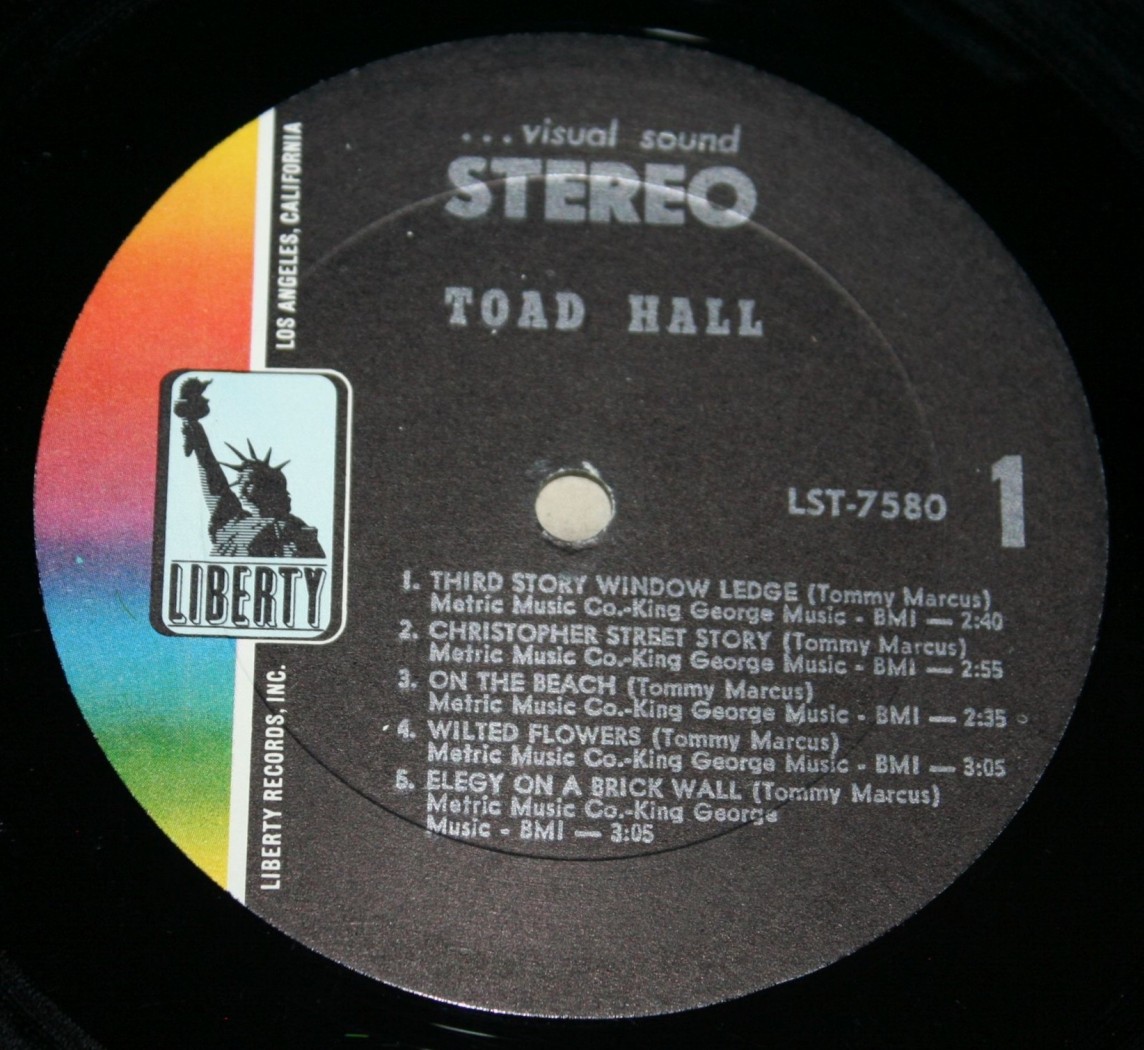 ...visual sound
STEREO
TOAD HALL
LOS ANGELES, CALIFORNIA
LIBERTY
LIBERTY RECORDS, INC.
LST-7580
1
1. THIRD STORY WINDOW LEDGE (Tommy Marcus)
Metric Music Co.-King George Music - BMI — 2:40
2. CHRISTOPHER STREET STORY (Tommy Marcus)
Metric Music Co.-King George Music - BMI — 2:55
3. ON THE BEACH (Tommy Marcus)
Metric Music Co.-King George Music - BMI — 2:35
4. WILTED FLOWERS (Tommy Marcus)
Metric Music Co.-King George Music - BMI — 3:05
5. ELEGY ON A BRICK WALL (Tommy Marcus)
Metric Music Co.-King George
Music - BMI — 3:05